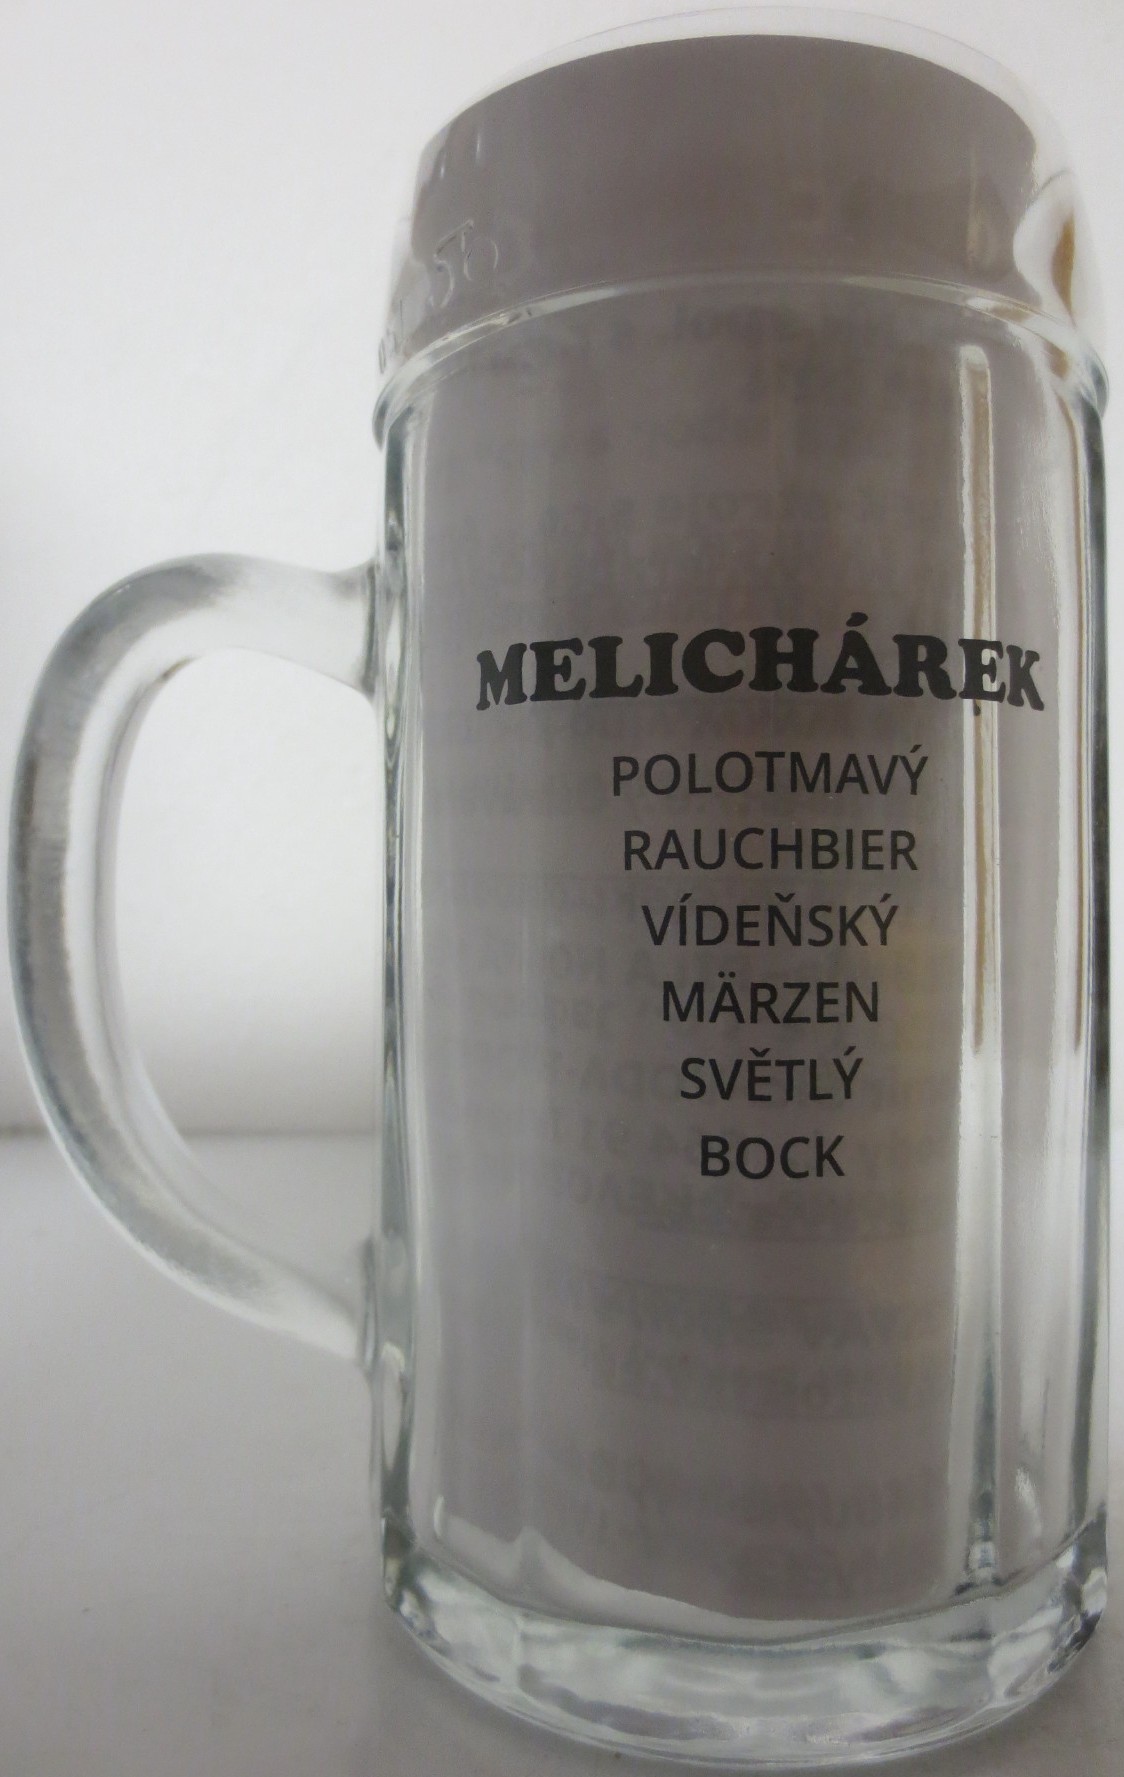 MELICHÁREK
POLOTMAVÝ
RAUCHBIER
VÍDEŇSKÝ
MÄRZEN
SVĚTLÝ
BOCK